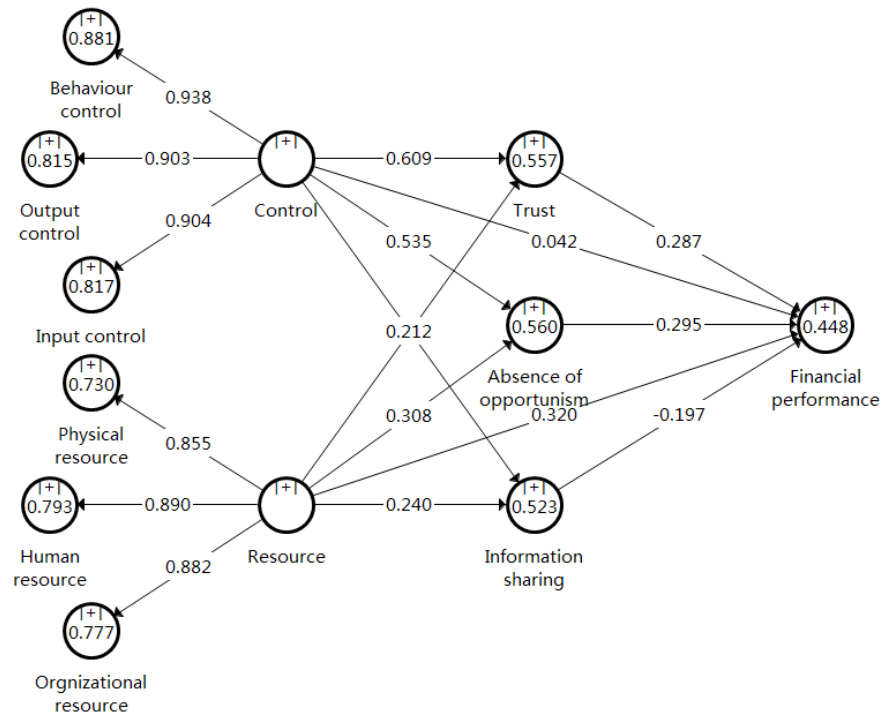 |+|
0.881
Behaviour
control
0.938
|+|
0.815
Output
control
0.903
|+|
Control
0.904
|+|
0.817
Input control
0.609
|+|
0.557
Trust
0.535
0.042
0.287
0.212
|+|
0.560
Absence of
opportunism
0.295
|+|
0.448
Financial
performance
|+|
0.730
Physical
resource
0.855
0.308
0.320
-0.197
|+|
0.793
Human
resource
0.890
|+|
Resource
0.240
|+|
0.523
Information
sharing
0.882
|+|
0.777
Orgnizational
resource